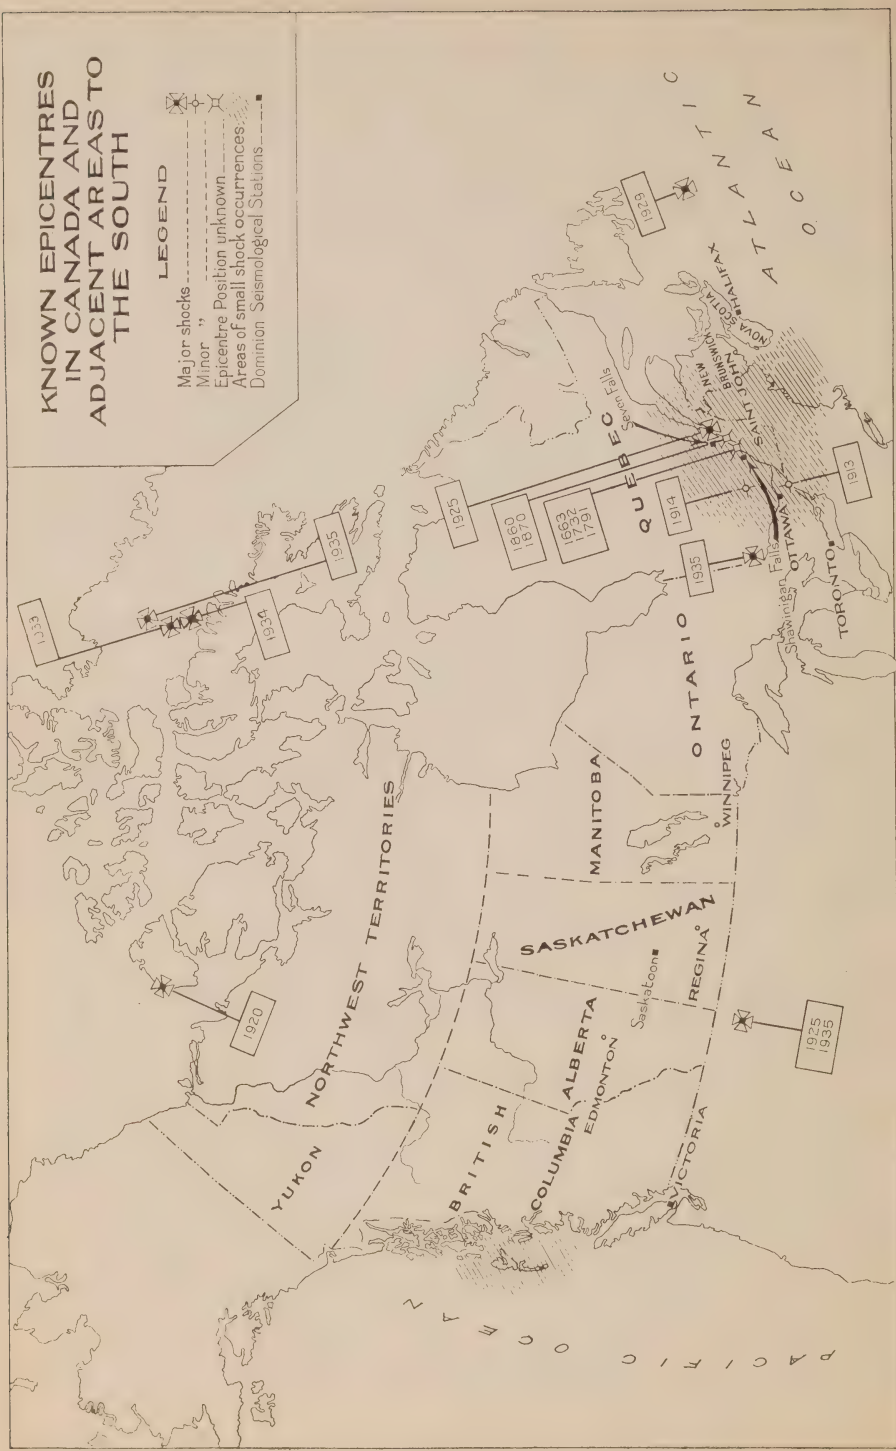 KNOWN EPICENTRES
IN CANADA AND
ADJACENT AREAS TO
THE SOUTH
LEGEND
Major shocks
Minor ”
Epicentre Position unknown
Areas of small shock occurrences
Dominion Seismological Stations
1933
1935
1934
1920
1929
1925
1860
1870
1663
1732
1791
1914
1935
1913
1925
1935
ATLANTIC
OCEAN
PACIFIC OCEAN
YUKON
NORTHWEST TERRITORIES
BRITISH
COLUMBIA
ALBERTA
EDMONTON
SASKATCHEWAN
Saskatoon
REGINA
MANITOBA
WINNIPEG
ONTARIO
QUEBEC
Seven Falls
Shawinigan Falls
OTTAWA
TORONTO
NEW
BRUNSWICK
SAINT JOHN
NOVA SCOTIA
HALIFAX
VICTORIA